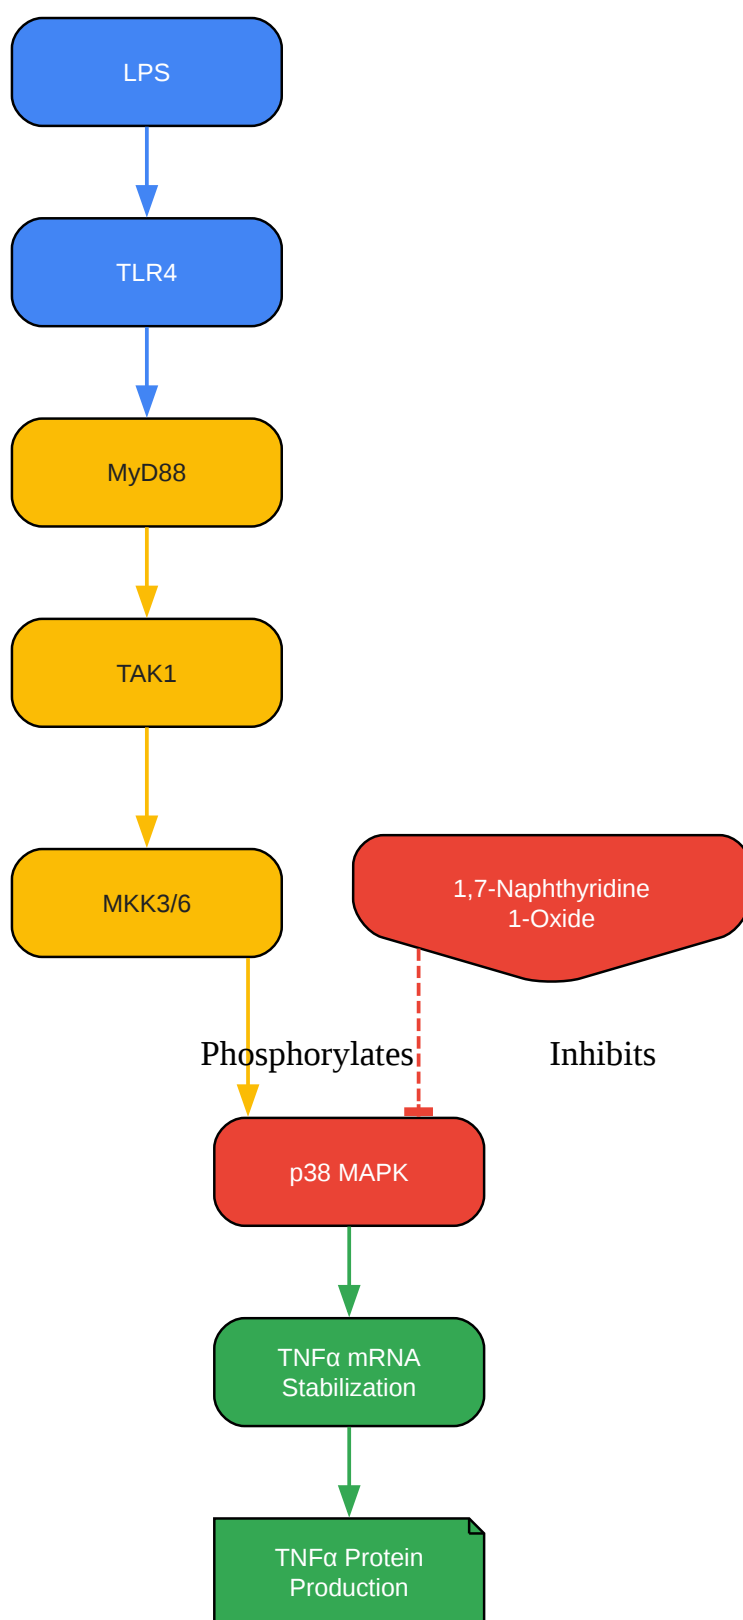 LPS
TLR4
MyD88
TAK1
MKK3/6
1,7-Naphthyridine
1-Oxide
Phosphorylates
Inhibits
p38 MAPK
TNFα mRNA
Stabilization
TNFα Protein
Production